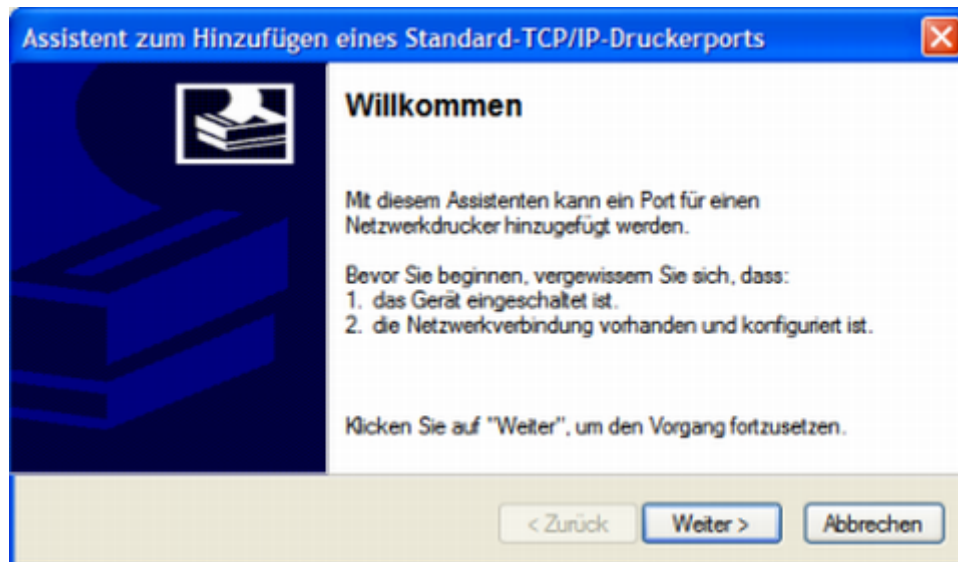 Assistent zum Hinzufügen eines Standard-TCP/IP-Druckerports
Willkommen
Mit diesem Assistenten kann ein Port für einen
Netzwerkdrucker hinzugefügt werden.
Bevor Sie beginnen, vergewissern Sie sich, dass:
1. das Gerät eingeschaltet ist.
2. die Netzwerkverbindung vorhanden und konfiguriert ist.
Klicken Sie auf "Weiter", um den Vorgang fortzusetzen.
< Zurück Weiter > Abbrechen